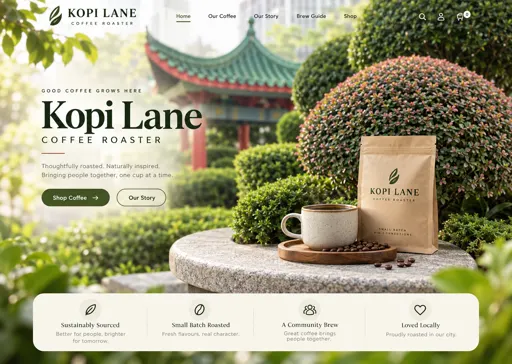 KOPI LANE
COFFEE ROASTER
Home
Our Coffee
Our Story
Brew Guide
Shop
0
GOOD COFFEE GROWS HERE
Kopi Lane
COFFEE ROASTER
Thoughtfully roasted. Naturally inspired.
Bringing people together, one cup at a time.
Shop Coffee →
Our Story
KOPI LANE
COFFEE ROASTER
SMALL BATCH
Sustainably Sourced
Better for people, brighter
for tomorrow.
Small Batch Roasted
Fresh flavours, real character.
A Community Brew
Great coffee brings
people together.
Loved Locally
Proudly roasted in our city.